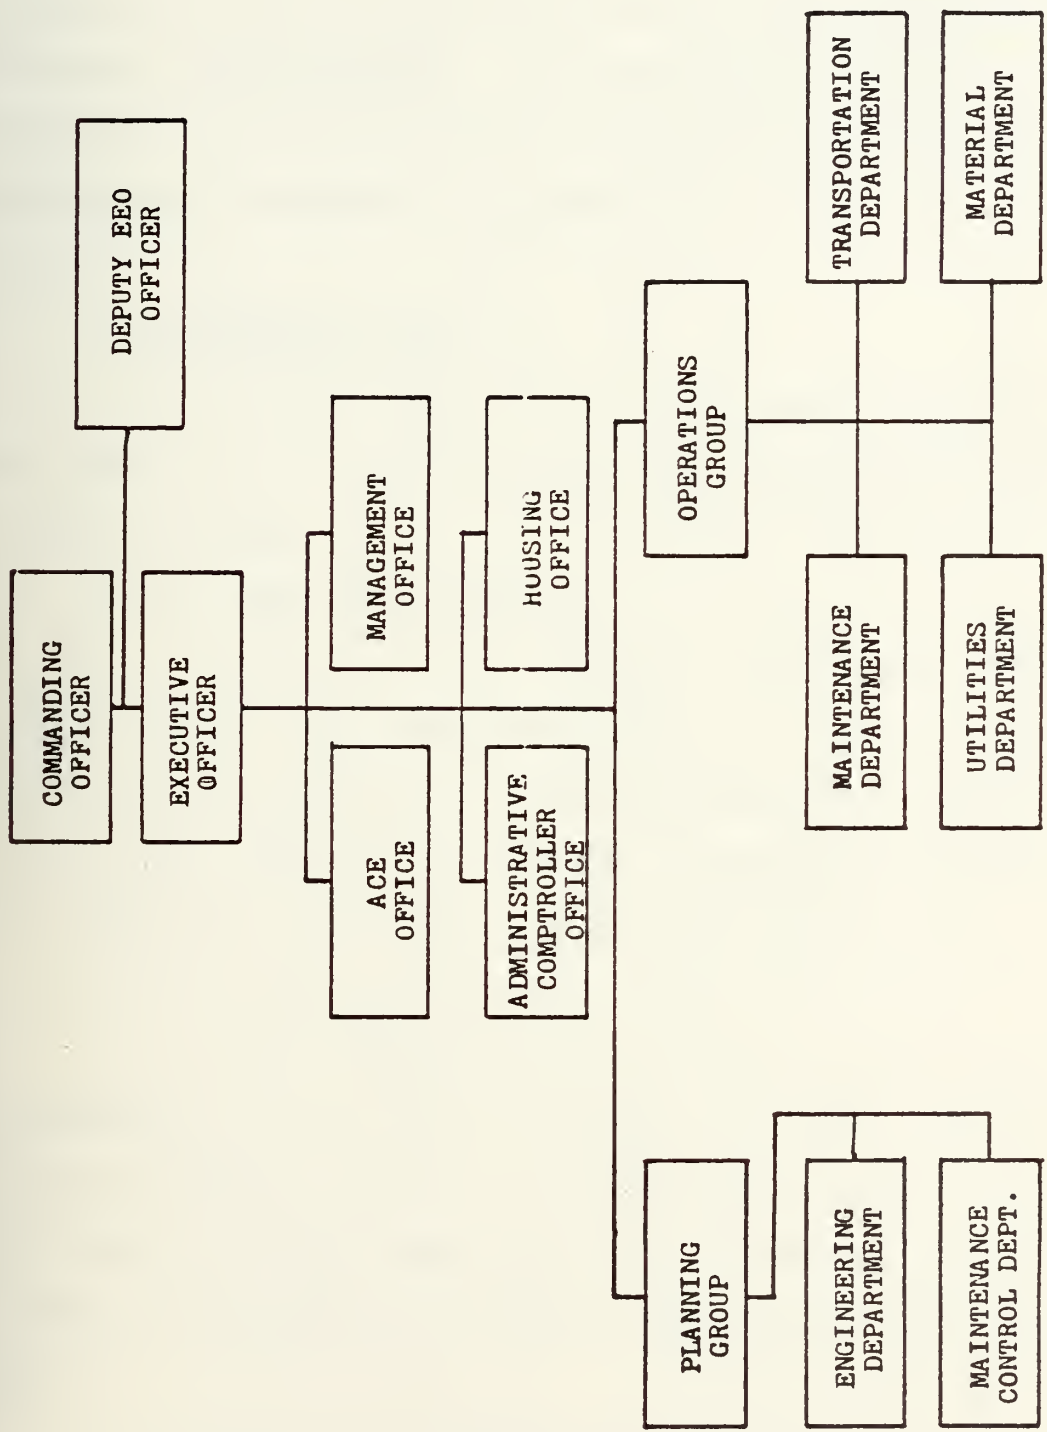 COMMANDING
OFFICER
DEPUTY EEO
OFFICER
EXECUTIVE
OFFICER
ACE
OFFICE
MANAGEMENT
OFFICE
ADMINISTRATIVE
COMPTROLLER
OFFICE
HOUSING
OFFICE
PLANNING
GROUP
OPERATIONS
GROUP
ENGINEERING
DEPARTMENT
MAINTENANCE
DEPARTMENT
TRANSPORTATION
DEPARTMENT
MAINTENANCE
CONTROL DEPT.
UTILITIES
DEPARTMENT
MATERIAL
DEPARTMENT